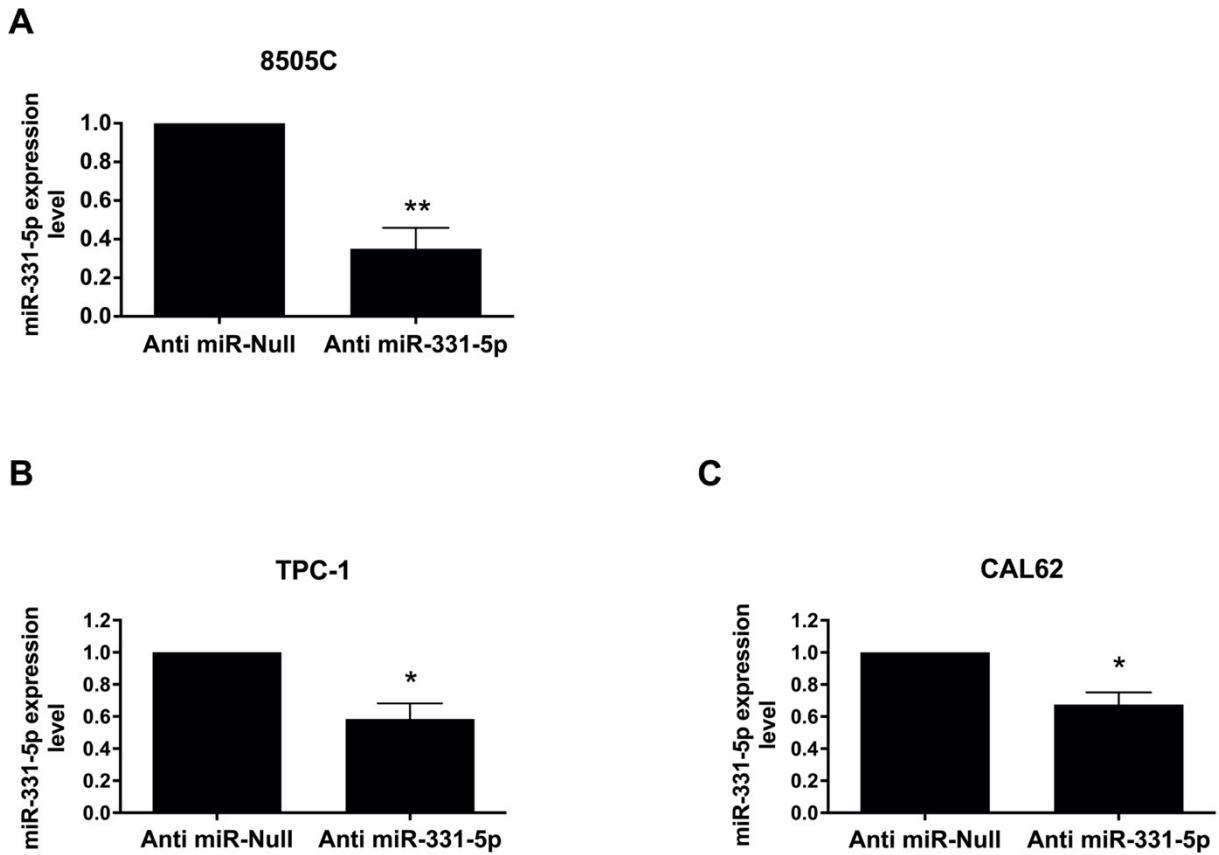 A
8505C
miR-331-5p expression
level
1.0
0.8
0.6
0.4
0.2
0.0
**
Anti miR-Null
Anti miR-331-5p
B
TPC-1
miR-331-5p expression
level
1.2
1.0
0.8
0.6
0.4
0.2
0.0
*
Anti miR-Null
Anti miR-331-5p
C
CAL62
miR-331-5p expression
level
1.2
1.0
0.8
0.6
0.4
0.2
0.0
*
Anti miR-Null
Anti miR-331-5p